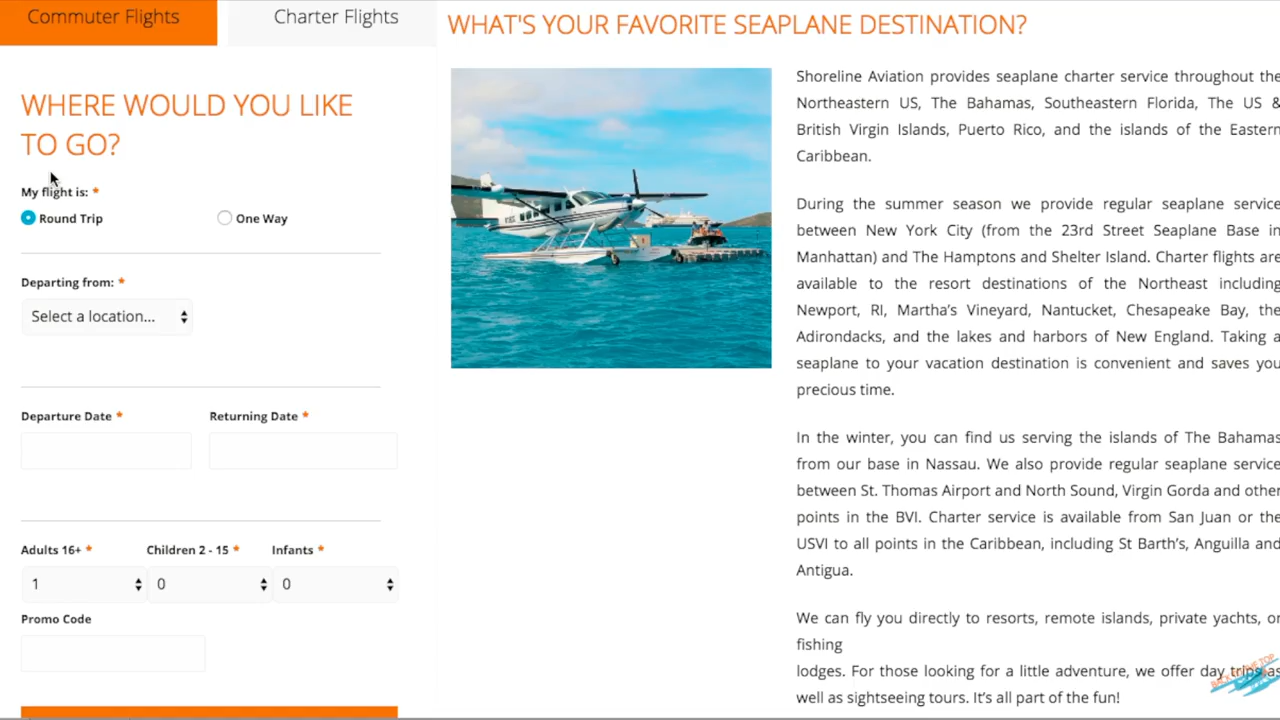 Commuter Flights
Charter Flights
WHERE WOULD YOU LIKE
TO GO?
My flight is: *
Round Trip
One Way
Departing from: *
Select a location...
Departure Date *
Returning Date *
Adults 16+ *
Children 2 - 15 *
Infants *
1
0
0
Promo Code
WHAT'S YOUR FAVORITE SEAPLANE DESTINATION?
Shoreline Aviation provides seaplane charter service throughout the
Northeastern US, The Bahamas, Southeastern Florida, The US &
British Virgin Islands, Puerto Rico, and the islands of the Eastern
Caribbean.
During the summer season we provide regular seaplane service
between New York City (from the 23rd Street Seaplane Base in
Manhattan) and The Hamptons and Shelter Island. Charter flights are
available to the resort destinations of the Northeast including
Newport, RI, Martha’s Vineyard, Nantucket, Chesapeake Bay, the
Adirondacks, and the lakes and harbors of New England. Taking a
seaplane to your vacation destination is convenient and saves you
precious time.
In the winter, you can find us serving the islands of The Bahamas
from our base in Nassau. We also provide regular seaplane service
between St. Thomas Airport and North Sound, Virgin Gorda and other
points in the BVI. Charter service is available from San Juan or the
USVI to all points in the Caribbean, including St Barth’s, Anguilla and
Antigua.
We can fly you directly to resorts, remote islands, private yachts, or
fishing
lodges. For those looking for a little adventure, we offer day trips as
well as sightseeing tours. It’s all part of the fun!